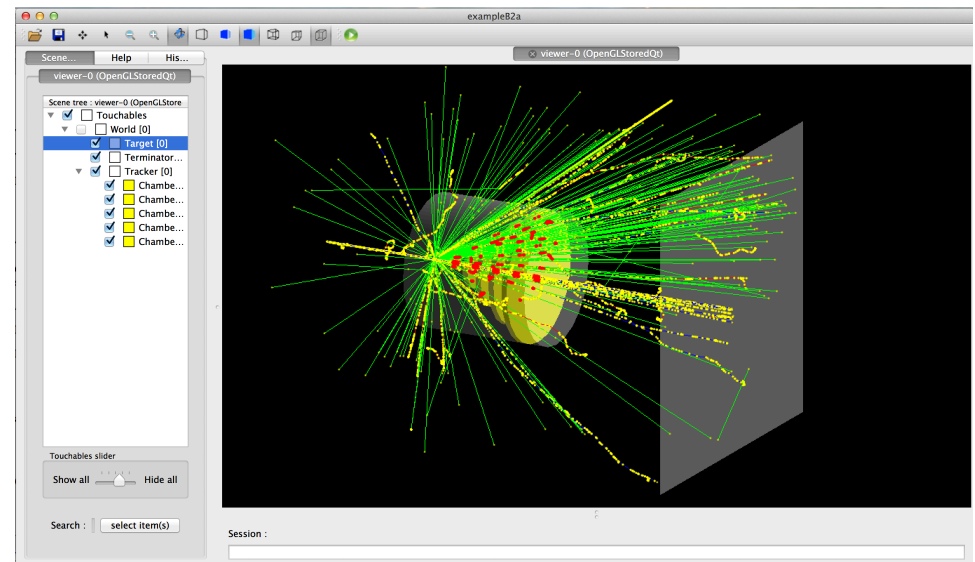 exampleB2a
Scene...
Help
His...
viewer-0 (OpenGLStoredQt)
viewer-0 (OpenGLStoredQt)
Scene tree : viewer-0 (OpenGLStore
Touchables
World [0]
Target [0]
Terminator...
Tracker [0]
Chambe...
Chambe...
Chambe...
Chambe...
Chambe...
Touchables slider
Show all
Hide all
Search :
select item(s)
Session :